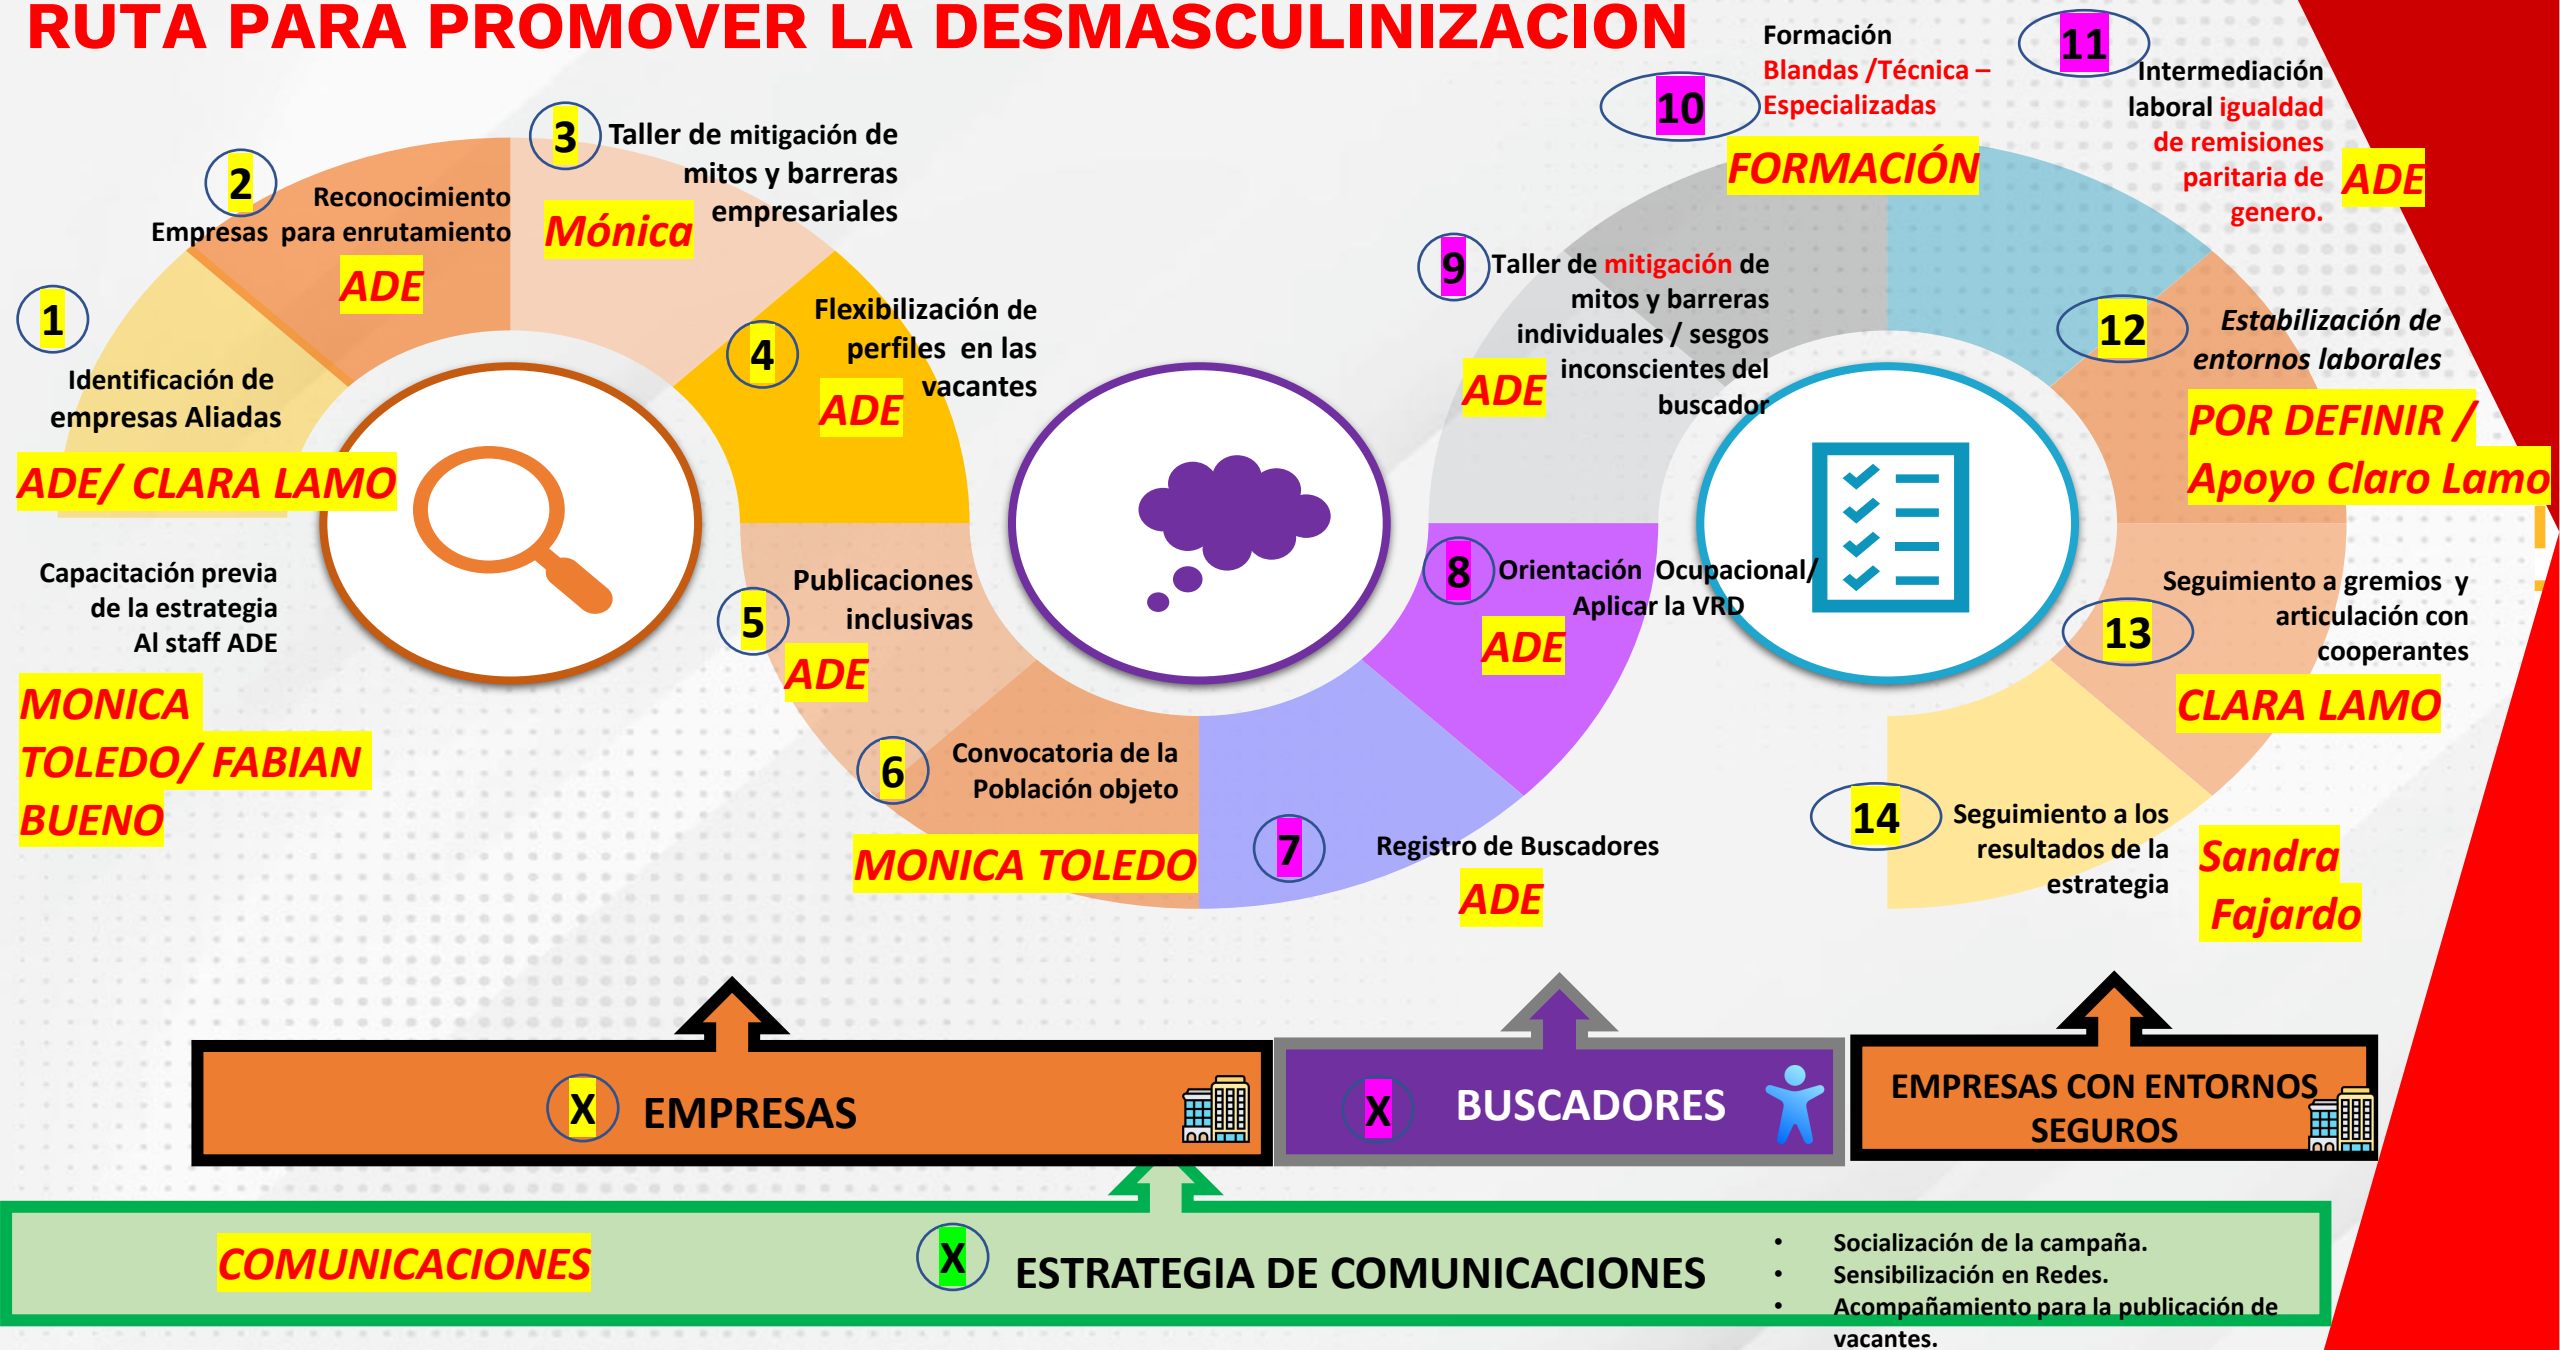 RUTA PARA PROMOVER LA DESMASCULINIZACION
1
Identificación de
empresas Aliadas
ADE/ CLARA LAMO
Capacitación previa
de la estrategia
Al staff ADE
MONICA
TOLEDO/ FABIAN
BUENO
2
Reconocimiento
Empresas para enrutamiento
ADE
3
Taller de mitigación de
mitos y barreras
empresariales
Mónica
4
Flexibilización de
perfiles en las
vacantes
ADE
5
Publicaciones
inclusivas
ADE
6
Convocatoria de la
Población objeto
MONICA TOLEDO
7
Registro de Buscadores
ADE
8
Orientación Ocupacional/
Aplicar la VRD
ADE
9
Taller de mitigación de
mitos y barreras
individuales / sesgos
inconscientes del
buscador
ADE
10
Formación
Blandas /Técnica –
Especializadas
FORMACIÓN
11
Intermediación
laboral igualdad
de remisiones
paritaria de
genero.
ADE
12
Estabilización de
entornos laborales
POR DEFINIR /
Apoyo Claro Lamo
13
Seguimiento a gremios y
articulación con
cooperantes
CLARA LAMO
14
Seguimiento a los
resultados de la
estrategia
Sandra
Fajardo
X EMPRESAS
X BUSCADORES
EMPRESAS CON ENTORNOS
SEGUROS
COMUNICACIONES
X ESTRATEGIA DE COMUNICACIONES
• Socialización de la campaña.
• Sensibilización en Redes.
• Acompañamiento para la publicación de
vacantes.